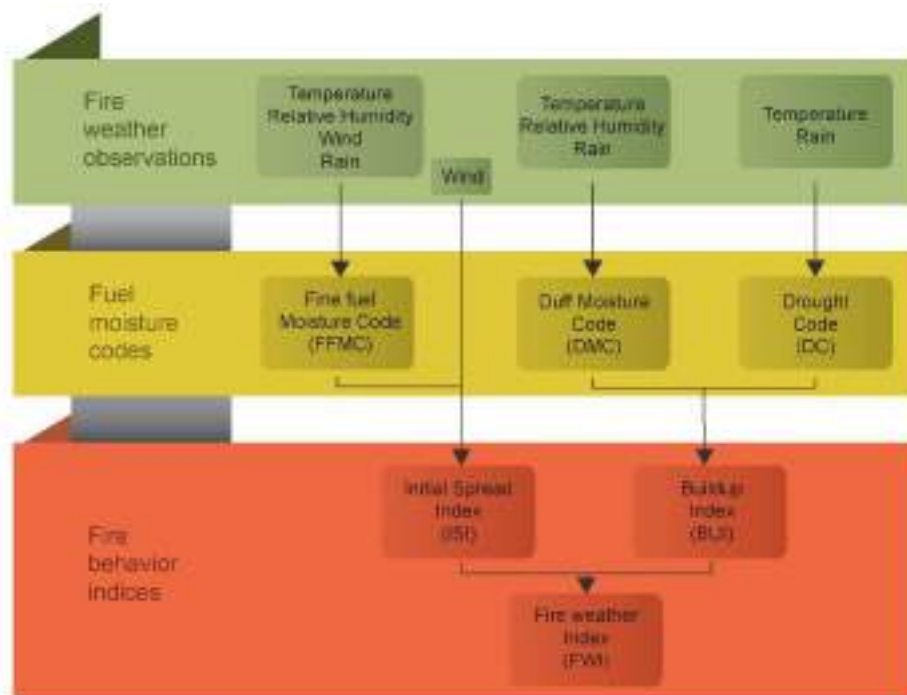 Fire
weather
observations
Temperature
Relative Humidity
Wind
Rain
Wind
Temperature
Relative Humidity
Rain
Temperature
Rain
Fuel
moisture
codes
Fine fuel
Moisture Code
(FFMC)
Duff Moisture
Code
(DMC)
Drought
Code
(DC)
Fire
behavior
indices
Initial Spread
Index
(ISI)
Buildup
Index
(BUI)
Fire weather
Index
(FWI)